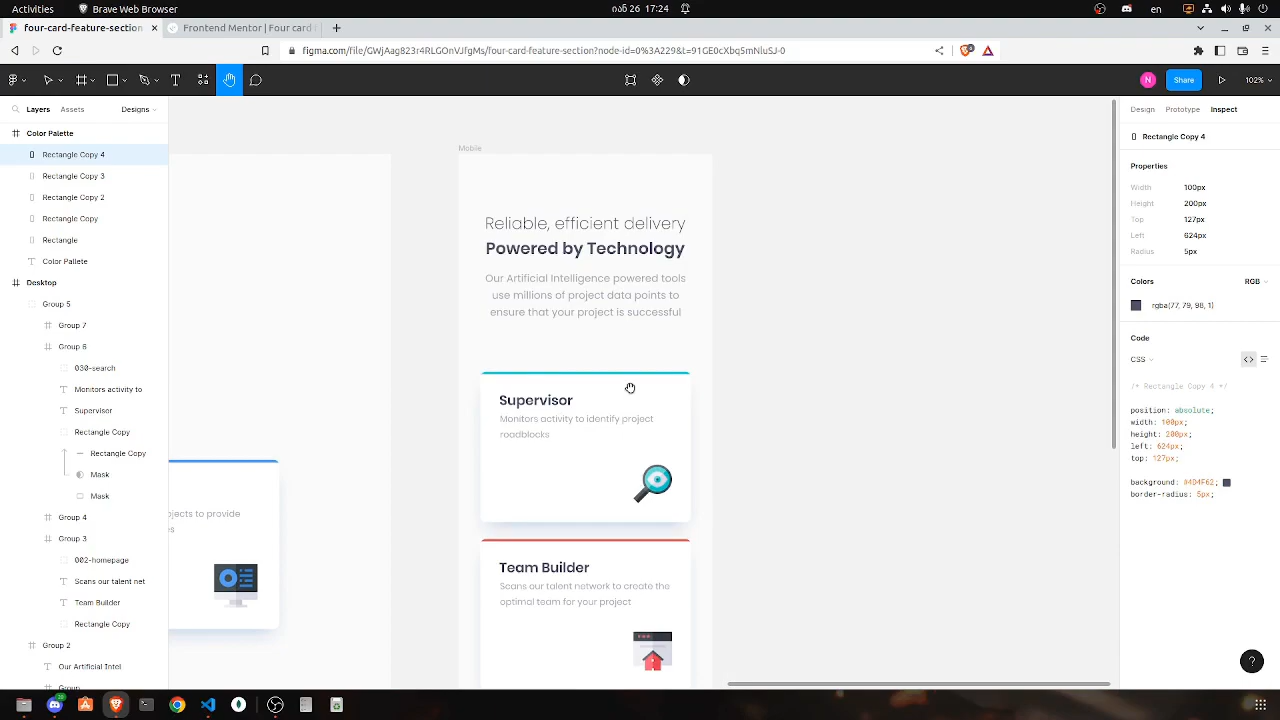 Activities
Brave Web Browser
ноб 26 17:24
en
four-card-feature-section
Frontend Mentor | Four card
figma.com/file/GWjAag823r4RLGOnVJfgMs/four-card-feature-section?node-id=0%3A229&t=91GE0cXbq5mNluSJ-0
N
Share
102%
Layers
Assets
Designs
Color Palette
Rectangle Copy 4
Rectangle Copy 3
Rectangle Copy 2
Rectangle Copy
Rectangle
Color Pallete
Desktop
Group 5
Group 7
Group 6
030-search
Monitors activity to
Supervisor
Rectangle Copy
Rectangle Copy
Mask
Mask
Group 4
Group 3
002-homepage
Scans our talent net
Team Builder
Rectangle Copy
Group 2
Our Artificial Intel
Group
jects to provide
es
Mobile
Reliable, efficient delivery
Powered by Technology
Our Artificial Intelligence powered tools
use millions of project data points to
ensure that your project is successful
Supervisor
Monitors activity to identify project
roadblocks
Team Builder
Scans our talent network to create the
optimal team for your project
Design
Prototype
Inspect
Rectangle Copy 4
Properties
Width 100px
Height 200px
Top 127px
Left 624px
Radius 5px
Colors
RGB
rgba(77, 79, 98, 1)
Code
CSS
/* Rectangle Copy 4 */
position: absolute;
width: 100px;
height: 200px;
left: 624px;
top: 127px;
background: #4D4F62;
border-radius: 5px;
?